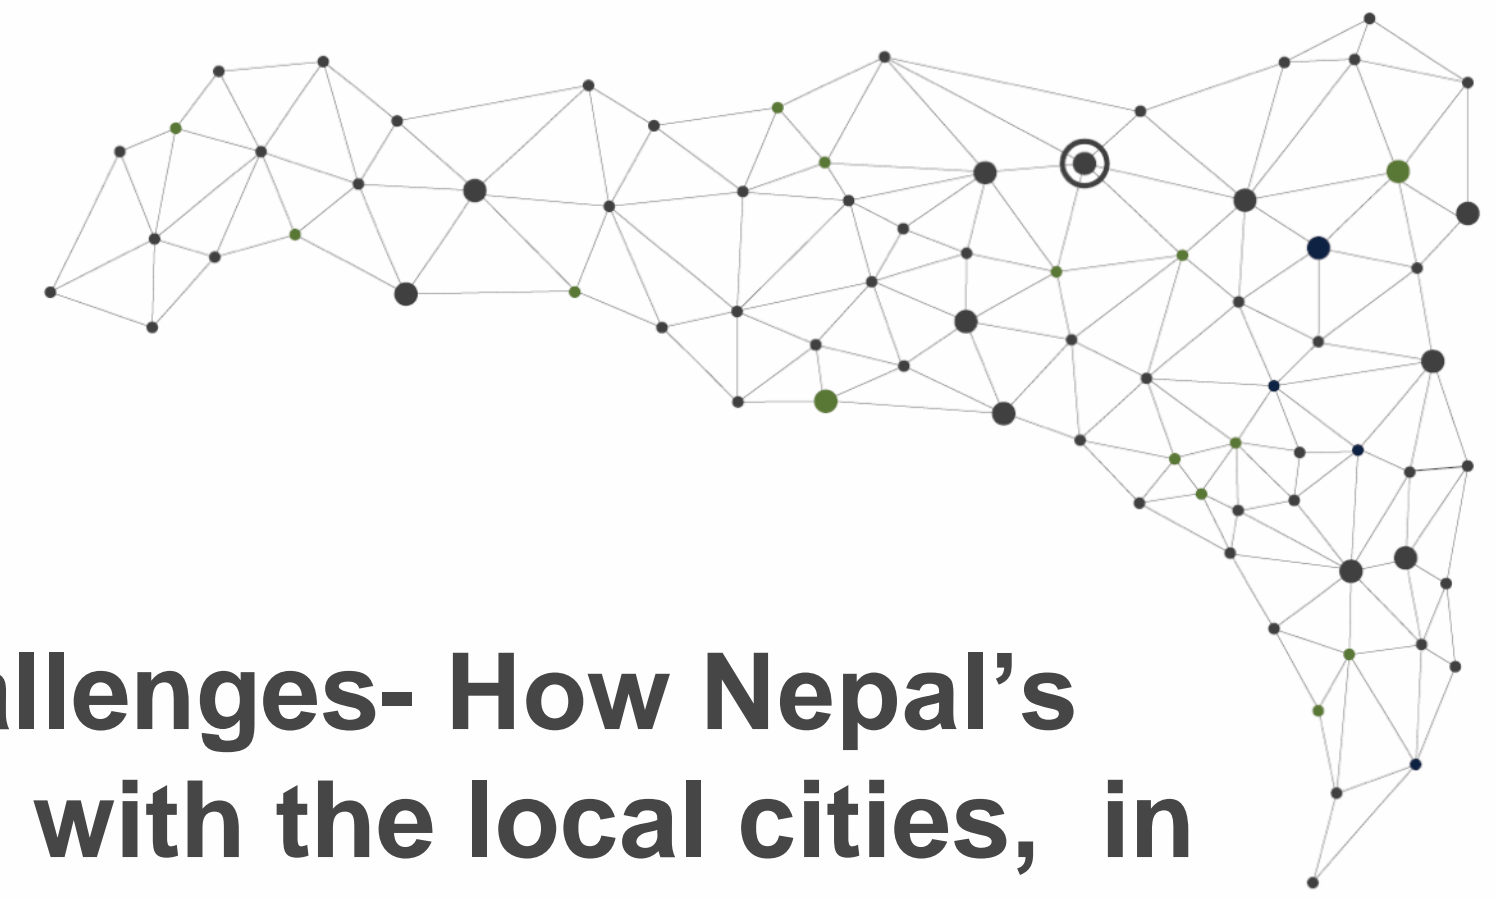 allenges- How Nepal’s
with the local cities,  in